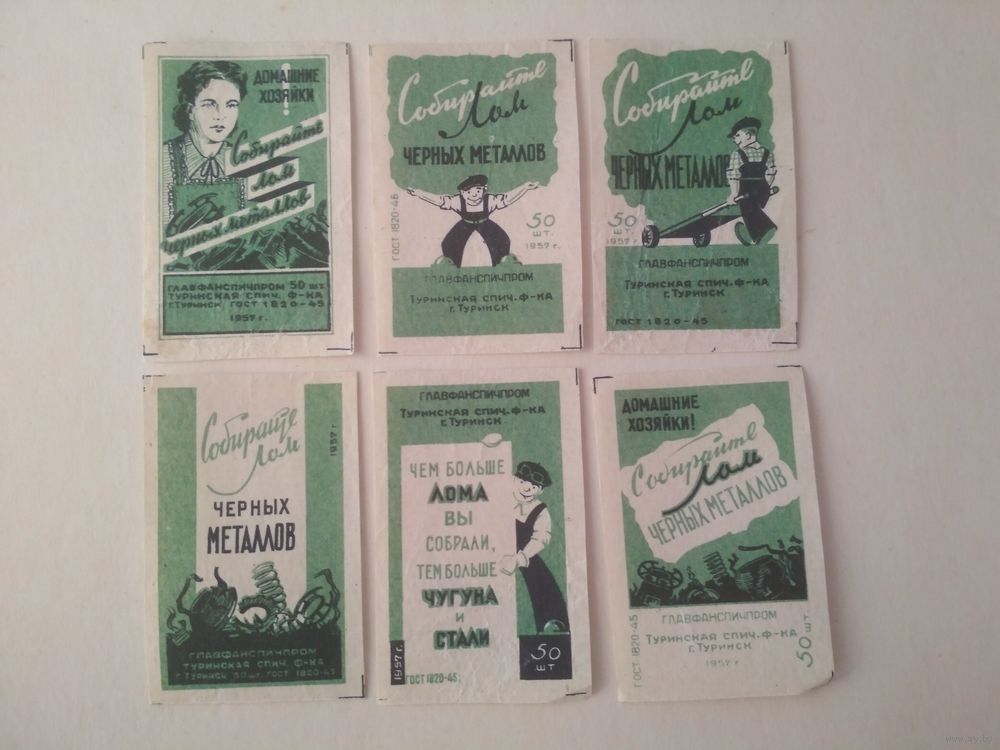 ДОМАШНИЕ
ХОЗЯЙКИ!
Собирайте
лом
черных металлов
ГЛАВФАНСПИЧПРОМ 50 шт.
ТУРИНСКАЯ СПИЧ. Ф-КА
г. ТУРИНСК ГОСТ 1820-45
1957 г.
Собирайте
Лом
ЧЕРНЫХ МЕТАЛЛОВ
ГОСТ 1820-45
50
ШТ.
1957 г.
ГЛАВФАНСПИЧПРОМ
ТУРИНСКАЯ СПИЧ. Ф-КА
г. ТУРИНСК
Собирайте
Лом
ЧЕРНЫХ МЕТАЛЛОВ
50
ШТ.
1957 г.
ГЛАВФАНСПИЧПРОМ
ТУРИНСКАЯ СПИЧ. Ф-КА
г. ТУРИНСК
ГОСТ 1820-45
Собирайте
Лом
1957 г.
ЧЕРНЫХ
МЕТАЛЛОВ
ГЛАВФАНСПИЧПРОМ
ТУРИНСКАЯ СПИЧ. Ф-КА
г. ТУРИНСК 50 шт. ГОСТ 1820-45
ГЛАВФАНСПИЧПРОМ
ТУРИНСКАЯ СПИЧ. Ф-КА
г. ТУРИНСК
ЧЕМ БОЛЬШЕ
ЛОМА
ВЫ
СОБРАЛИ,
ТЕМ БОЛЬШЕ
ЧУГУНА
И
СТАЛИ
1957 г.
50
ШТ
ГОСТ 1820-45
ДОМАШНИЕ
ХОЗЯЙКИ!
Собирайте
Лом
ЧЕРНЫХ МЕТАЛЛОВ
ГЛАВФАНСПИЧПРОМ
ТУРИНСКАЯ СПИЧ. Ф-КА
г. ТУРИНСК
1957 г.
ГОСТ 1820-45
50 шт.